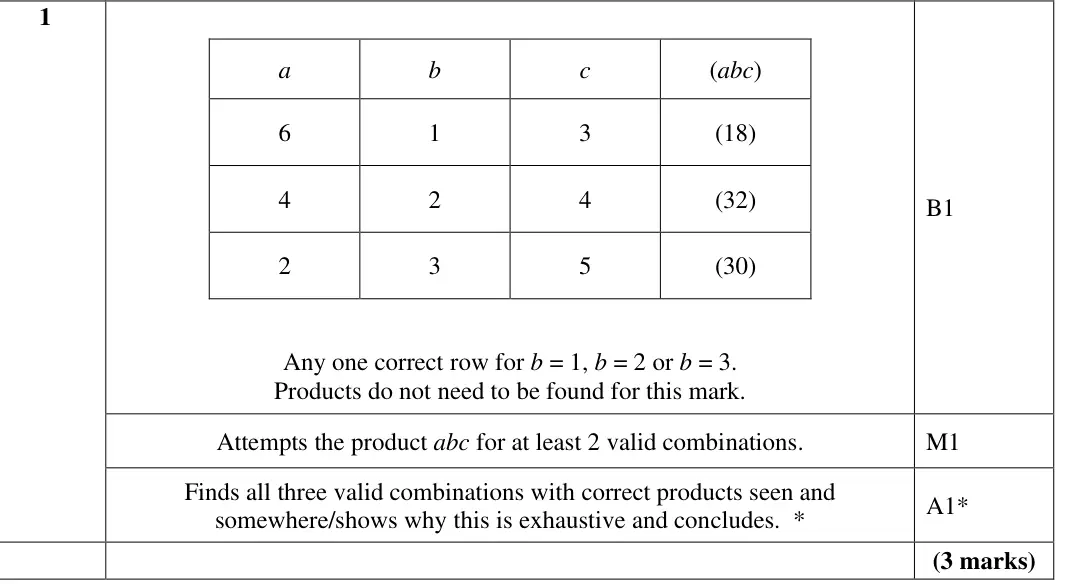 1
a b c (abc)
6 1 3 (18)
4 2 4 (32)
2 3 5 (30)
Any one correct row for b = 1, b = 2 or b = 3.
Products do not need to be found for this mark.
B1
Attempts the product abc for at least 2 valid combinations. M1
Finds all three valid combinations with correct products seen and
somewhere/shows why this is exhaustive and concludes. *
A1*
(3 marks)